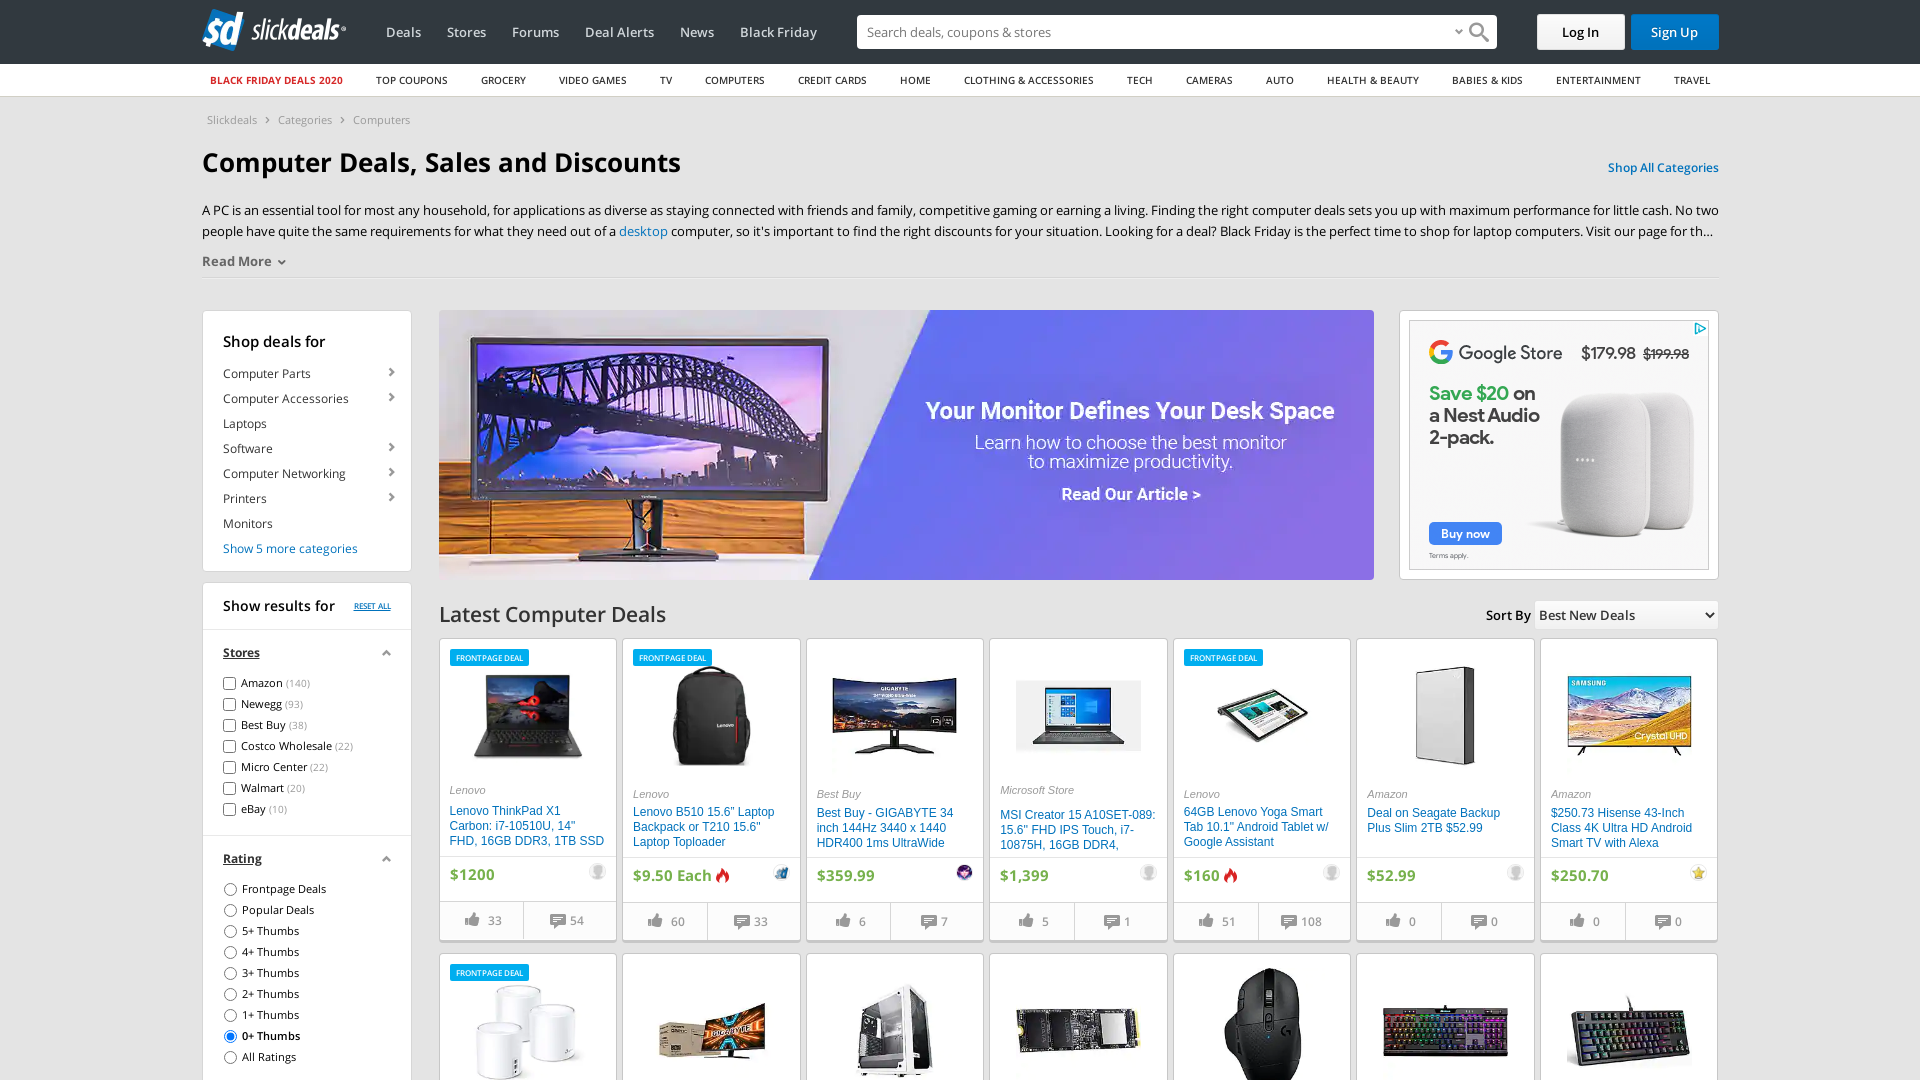 slickdeals
Deals
Stores
Forums
Deal Alerts
News
Black Friday
Search deals, coupons & stores
Log In
Sign Up
BLACK FRIDAY DEALS 2020
TOP COUPONS
GROCERY
VIDEO GAMES
TV
COMPUTERS
CREDIT CARDS
HOME
CLOTHING & ACCESSORIES
TECH
CAMERAS
AUTO
HEALTH & BEAUTY
BABIES & KIDS
ENTERTAINMENT
TRAVEL
Slickdeals > Categories > Computers
Computer Deals, Sales and Discounts
Shop All Categories
A PC is an essential tool for most any household, for applications as diverse as staying connected with friends and family, competitive gaming or earning a living. Finding the right computer deals sets you up with maximum performance for little cash. No two
people have quite the same requirements for what they need out of a desktop computer, so it's important to find the right discounts for your situation. Looking for a deal? Black Friday is the perfect time to shop for laptop computers. Visit our page for th...
Read More
Shop deals for
Computer Parts
Computer Accessories
Laptops
Software
Computer Networking
Printers
Monitors
Show 5 more categories
Your Monitor Defines Your Desk Space
Learn how to choose the best monitor
to maximize productivity.
Read Our Article >
Google Store
$179.98 $199.98
Save $20 on
a Nest Audio
2-pack.
Buy now
Terms apply.
Show results for
RESET ALL
Stores
Amazon (140)
Newegg (93)
Best Buy (38)
Costco Wholesale (22)
Micro Center (22)
Walmart (20)
eBay (10)
Rating
Frontpage Deals
Popular Deals
5+ Thumbs
4+ Thumbs
3+ Thumbs
2+ Thumbs
1+ Thumbs
0+ Thumbs
All Ratings
Latest Computer Deals
Sort By
Best New Deals
FRONTPAGE DEAL
Lenovo
Lenovo ThinkPad X1
Carbon: i7-10510U, 14"
FHD, 16GB DDR3, 1TB SSD
$1200
33
54
FRONTPAGE DEAL
Lenovo
Lenovo
Lenovo B510 15.6” Laptop
Backpack or T210 15.6"
Laptop Toploader
$9.50 Each
60
33
GIGABYTE
Best Buy
Best Buy - GIGABYTE 34
inch 144Hz 3440 x 1440
HDR400 1ms UltraWide
$359.99
6
7
Microsoft Store
MSI Creator 15 A10SET-089:
15.6'' FHD IPS Touch, i7-
10875H, 16GB DDR4,
$1,399
5
1
FRONTPAGE DEAL
Lenovo
64GB Lenovo Yoga Smart
Tab 10.1" Android Tablet w/
Google Assistant
$160
51
108
Amazon
Deal on Seagate Backup
Plus Slim 2TB $52.99
$52.99
0
0
SAMSUNG
Crystal UHD
Amazon
$250.73 Hisense 43-Inch
Class 4K Ultra HD Android
Smart TV with Alexa
$250.70
0
0
FRONTPAGE DEAL
GIGABYTE